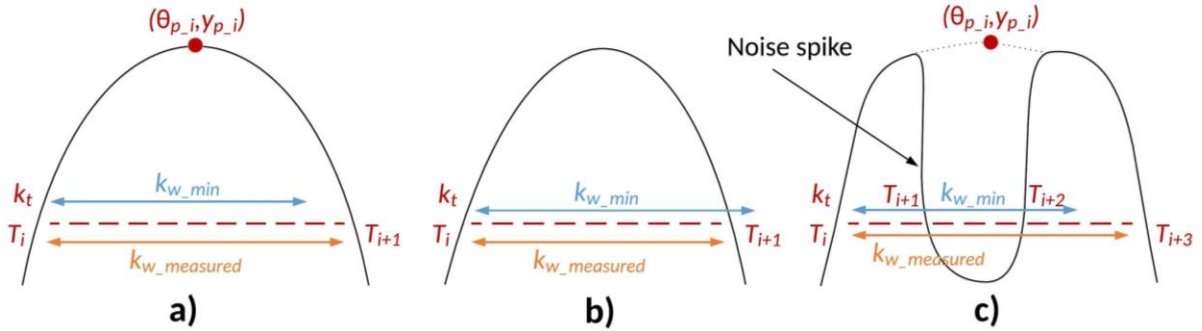 (θp_i,yp_i)
kt
kw_min
Ti
Ti+1
kw_measured
a)
kt
kw_min
Ti
Ti+1
kw_measured
b)
(θp_i,yp_i)
Noise spike
kt
Ti+1
kw_min
Ti+2
Ti
Ti+3
kw_measured
c)